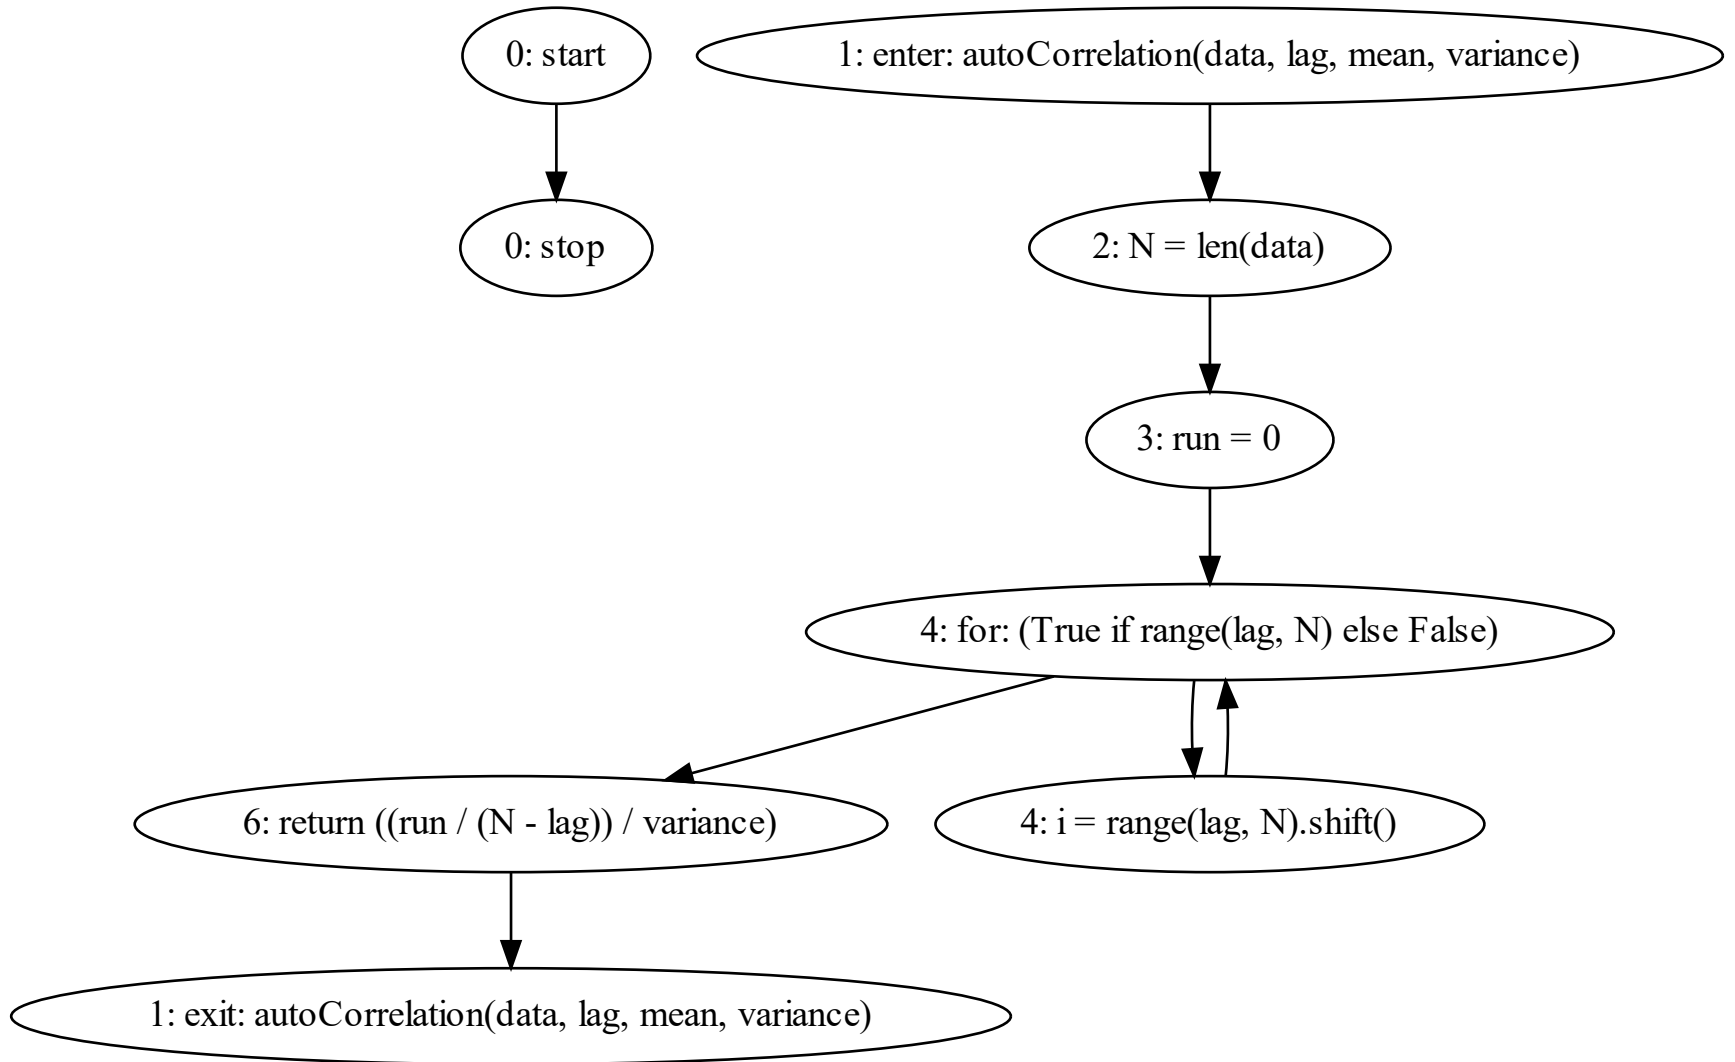 0: start
1: enter: autoCorrelation(data, lag, mean, variance)
0: stop
2: N = len(data)
3: run = 0
4: for: (True if range(lag, N) else False)
6: return ((run / (N - lag)) / variance)
4: i = range(lag, N).shift()
1: exit: autoCorrelation(data, lag, mean, variance)